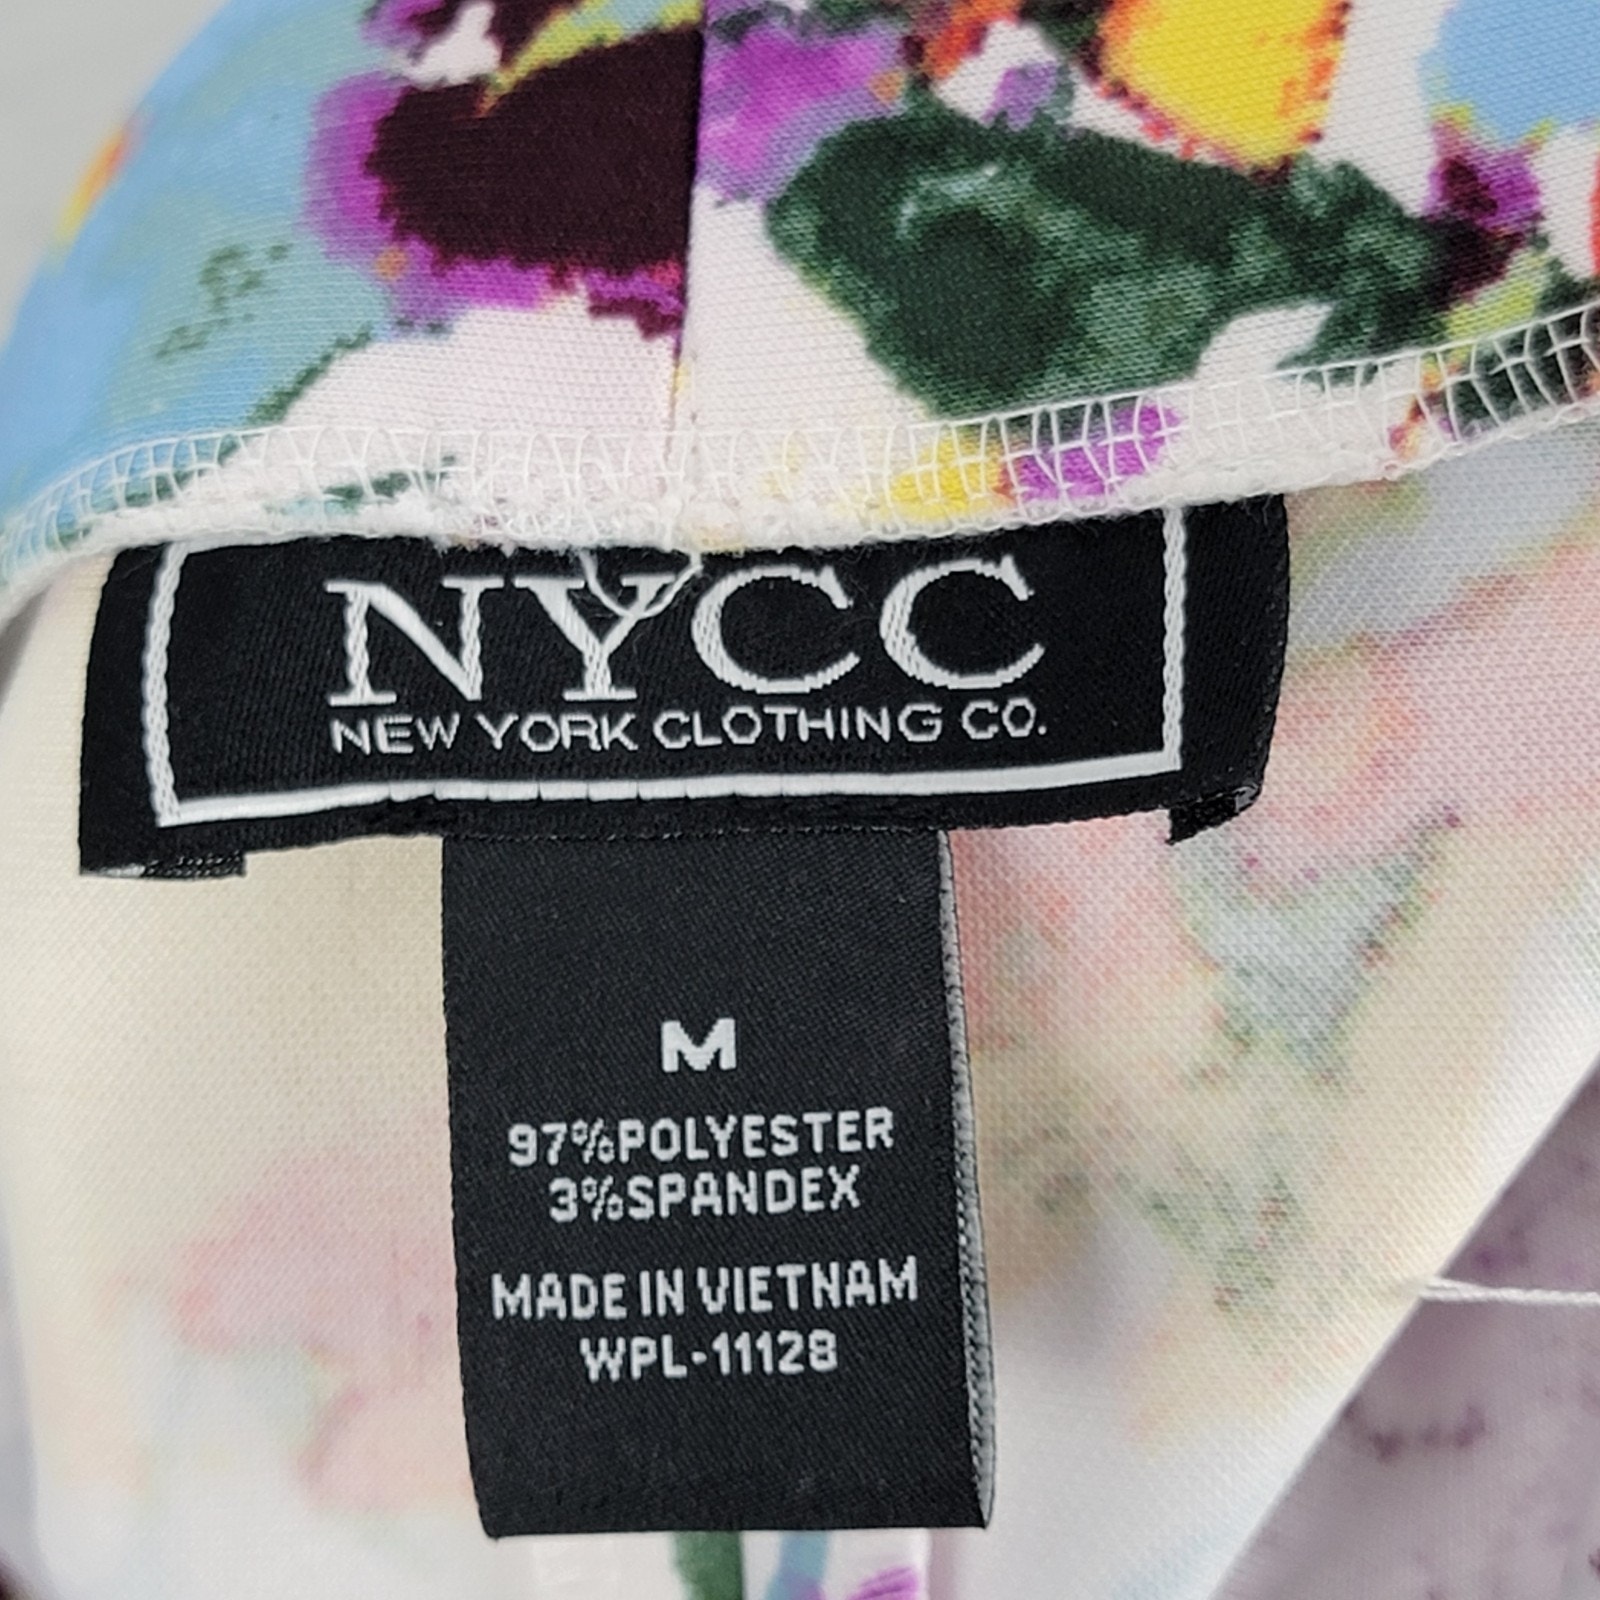 NYCC
NEW YORK CLOTHING CO.
M
97%POLYESTER
3%SPANDEX
MADE IN VIETNAM
WPL-11128